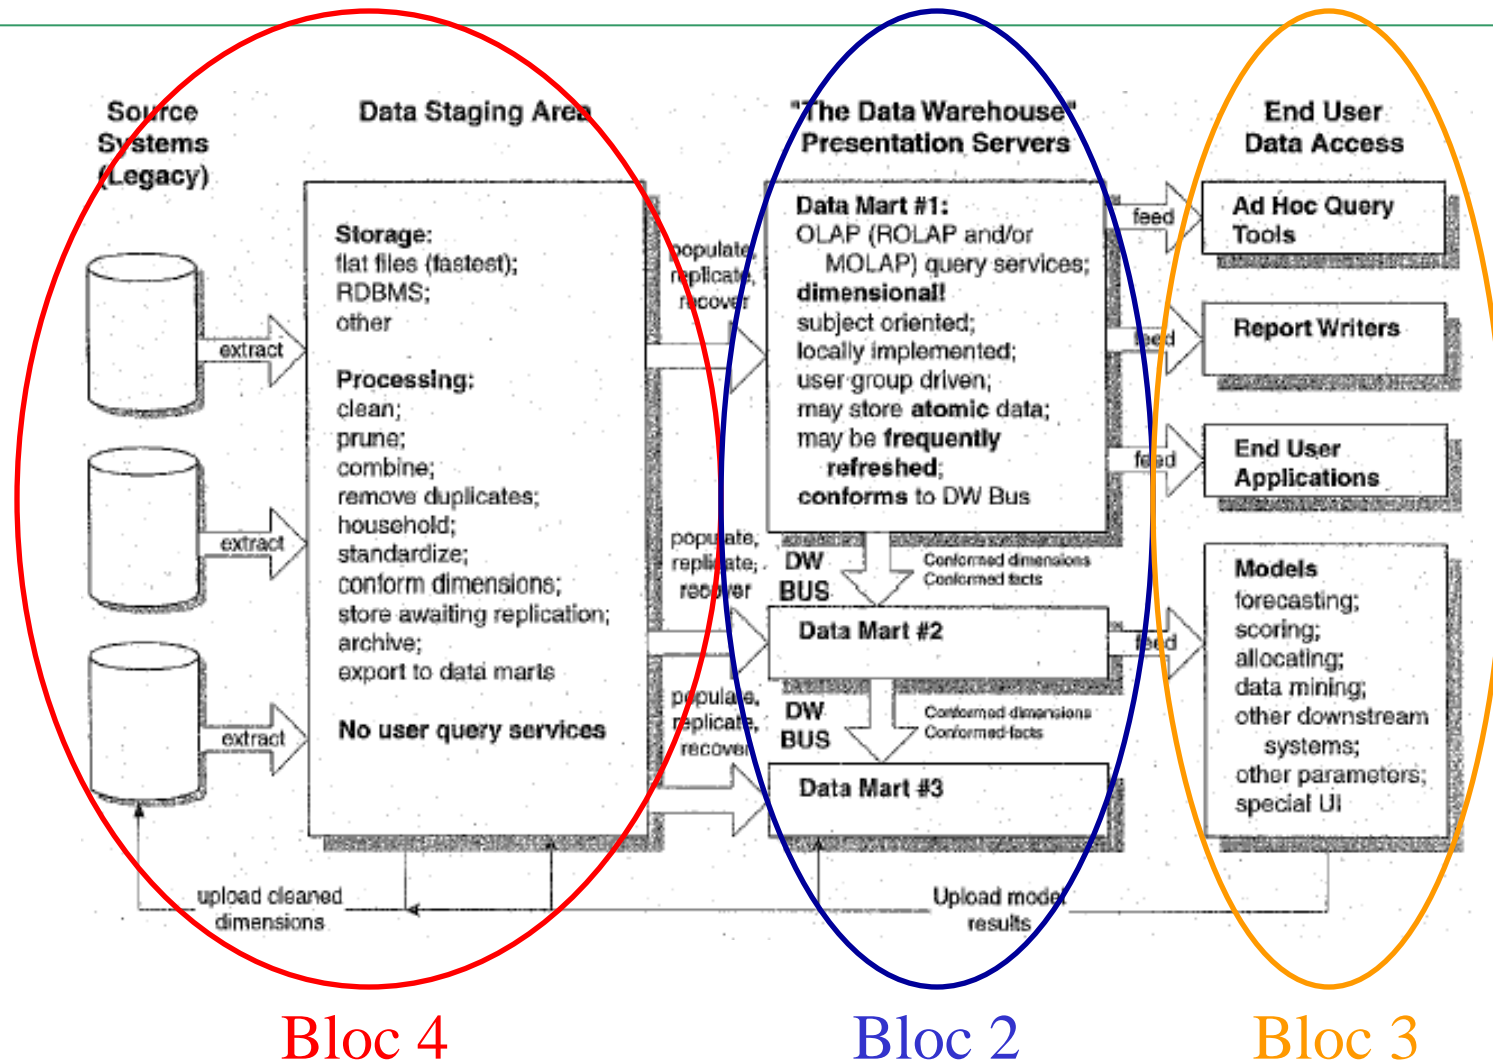 Source
Systems
(Legacy)
extract
extract
extract
upload cleaned
dimensions
Data Staging Area
Storage:
flat files (fastest);
RDBMS;
other
Processing:
clean;
prune;
combine;
remove duplicates;
household;
standardize;
conform dimensions;
store awaiting replication;
archive;
export to data marts
No user query services
populate,
replicate,
recover
populate,
replicate,
recover
populate,
replicate,
recover
"The Data Warehouse"
Presentation Servers
Data Mart #1:
OLAP (ROLAP and/or
MOLAP) query services;
dimensional!
subject oriented;
locally implemented;
user group driven;
may store atomic data;
may be frequently
refreshed;
conforms to DW Bus
DW
BUS
Conformed dimensions
Conformed facts
Data Mart #2
DW
BUS
Conformed dimensions
Conformed facts
Data Mart #3
Upload model
results
feed
feed
feed
feed
End User
Data Access
Ad Hoc Query
Tools
Report Writers
End User
Applications
Models
forecasting;
scoring;
allocating;
data mining;
other downstream
systems;
other parameters;
special UI
Bloc 4
Bloc 2
Bloc 3